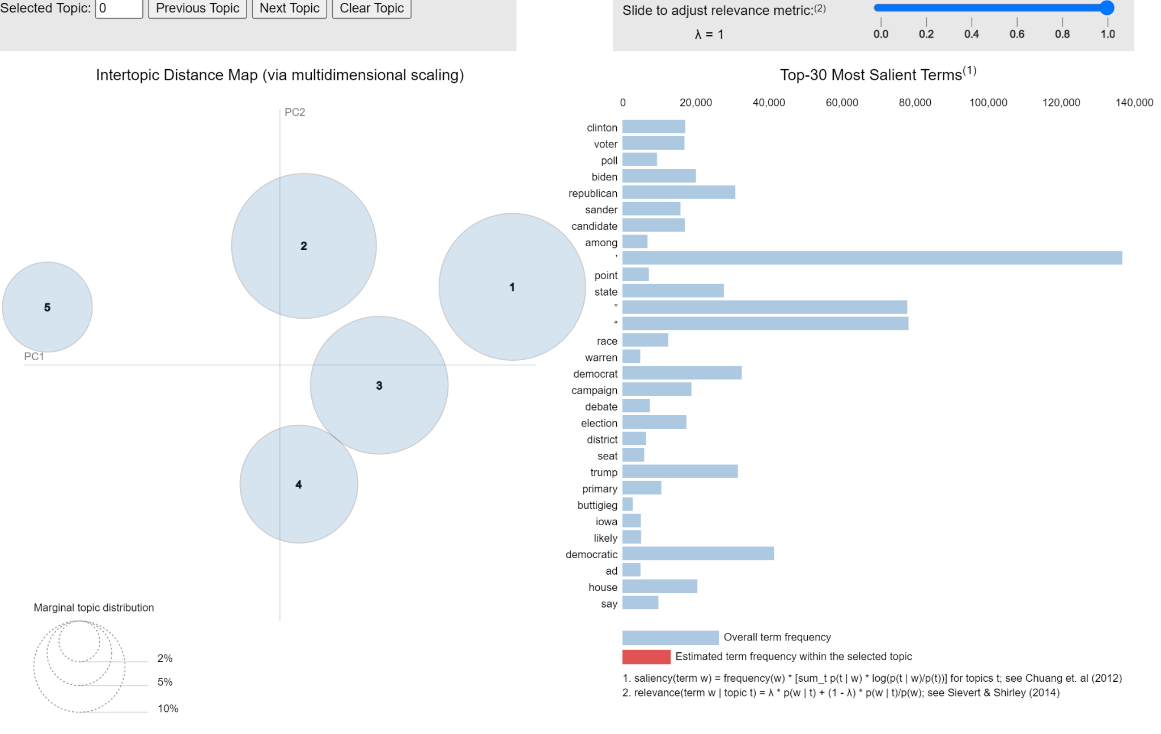 Selected Topic: 0 Previous Topic Next Topic Clear Topic
Slide to adjust relevance metric:(2)
λ = 1
0.0 0.2 0.4 0.6 0.8 1.0
Intertopic Distance Map (via multidimensional scaling)
PC2
2
1
5
PC1
3
4
Marginal topic distribution
2%
5%
10%
Top-30 Most Salient Terms(1)
0 20,000 40,000 60,000 80,000 100,000 120,000 140,000
clinton
voter
poll
biden
republican
sander
candidate
among
’
point
state
”
“
race
warren
democrat
campaign
debate
election
district
seat
trump
primary
buttigieg
iowa
likely
democratic
ad
house
say
Overall term frequency
Estimated term frequency within the selected topic
1. saliency(term w) = frequency(w) * [sum_t p(t | w) * log(p(t | w)/p(t))] for topics t; see Chuang et. al (2012)
2. relevance(term w | topic t) = λ * p(w | t) + (1 - λ) * p(w | t)/p(w); see Sievert & Shirley (2014)